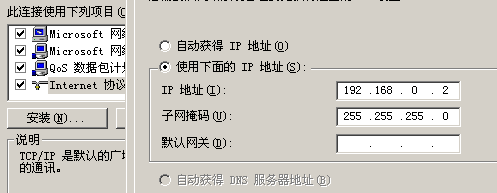 此连接使用下列项目(O
Microsoft 网络
Microsoft 网络
QoS 数据包计划
Internet 协议
安装(N)...
说明
TCP/IP 是默认的广域
的通讯。
自动获得 IP 地址(O)
使用下面的 IP 地址(S):
IP 地址(I): 192 .168 . 0 . 2
子网掩码(U): 255 .255 .255 . 0
默认网关(D): . . .
自动获得 DNS 服务器地址(B)